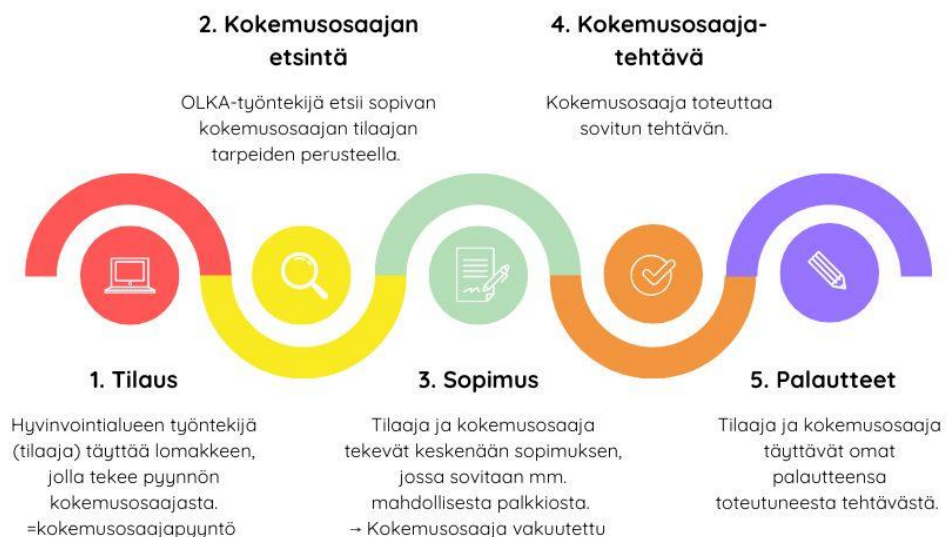 1. Tilaus
Hyvinvointialueen työntekijä
(tilaaja) täyttää lomakkeen,
jolla tekee pyynnön
kokemusosaajasta.
=kokemusosaajapyyntö
2. Kokemusosaajan
etsintä
OLKA-työntekijä etsii sopivan
kokemusosaajan tilaajan
tarpeiden perusteella.
3. Sopimus
Tilaaja ja kokemusosaaja
tekevät keskenään sopimuksen,
jossa sovitaan mm.
mahdollisesta palkkiosta.
→ Kokemusosaaja vakuutettu
4. Kokemusosaaja-
tehtävä
Kokemusosaaja toteuttaa
sovitun tehtävän.
5. Palautteet
Tilaaja ja kokemusosaaja
täyttävät omat
palautteensa
toteutuneesta tehtävästä.